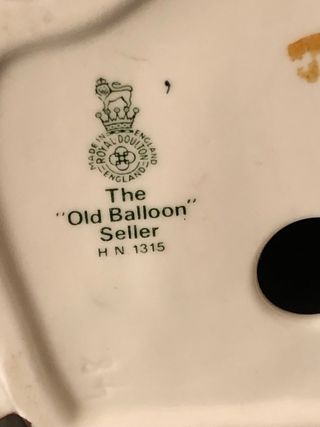 MADE IN ENGLAND
ROYAL DOULTON
ENGLAND
The
"Old Balloon"
Seller
H N 1315